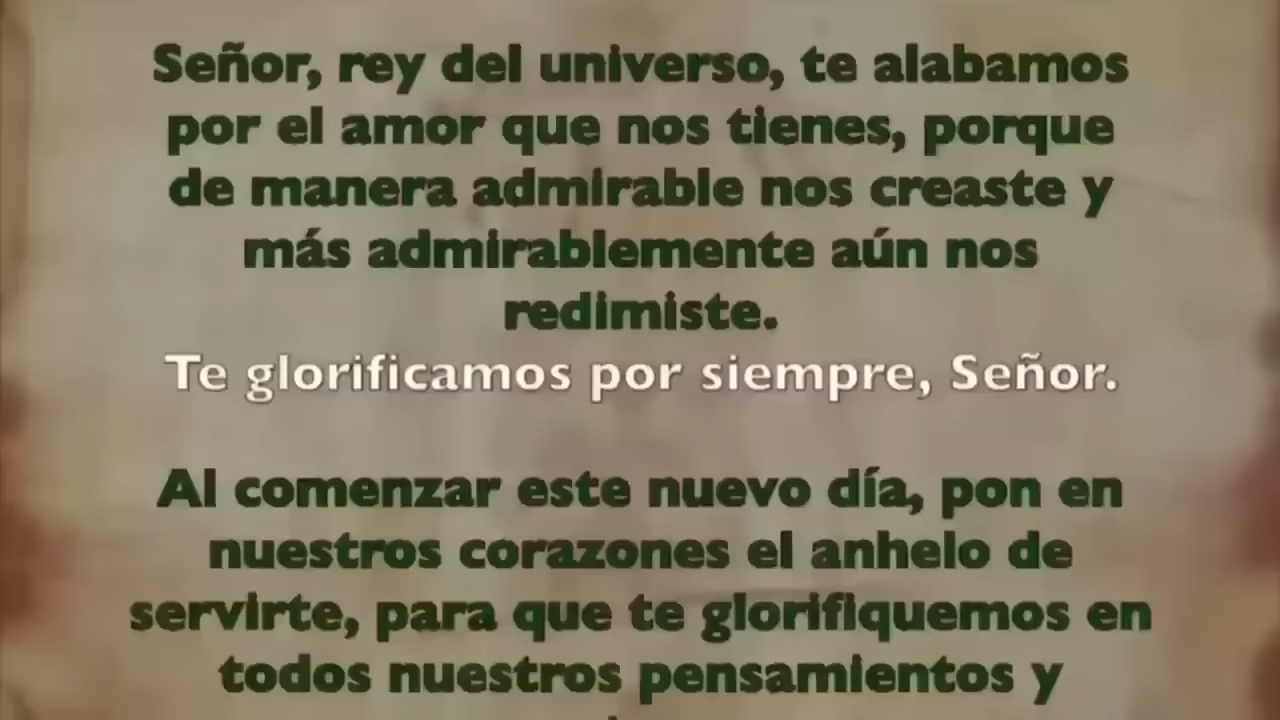 Señor, rey del universo, te alabamos
por el amor que nos tienes, porque
de manera admirable nos creaste y
más admirablemente aún nos
redimiste.
Te glorificamos por siempre, Señor.
Al comenzar este nuevo día, pon en
nuestros corazones el anhelo de
servirte, para que te glorifiquemos en
todos nuestros pensamientos y